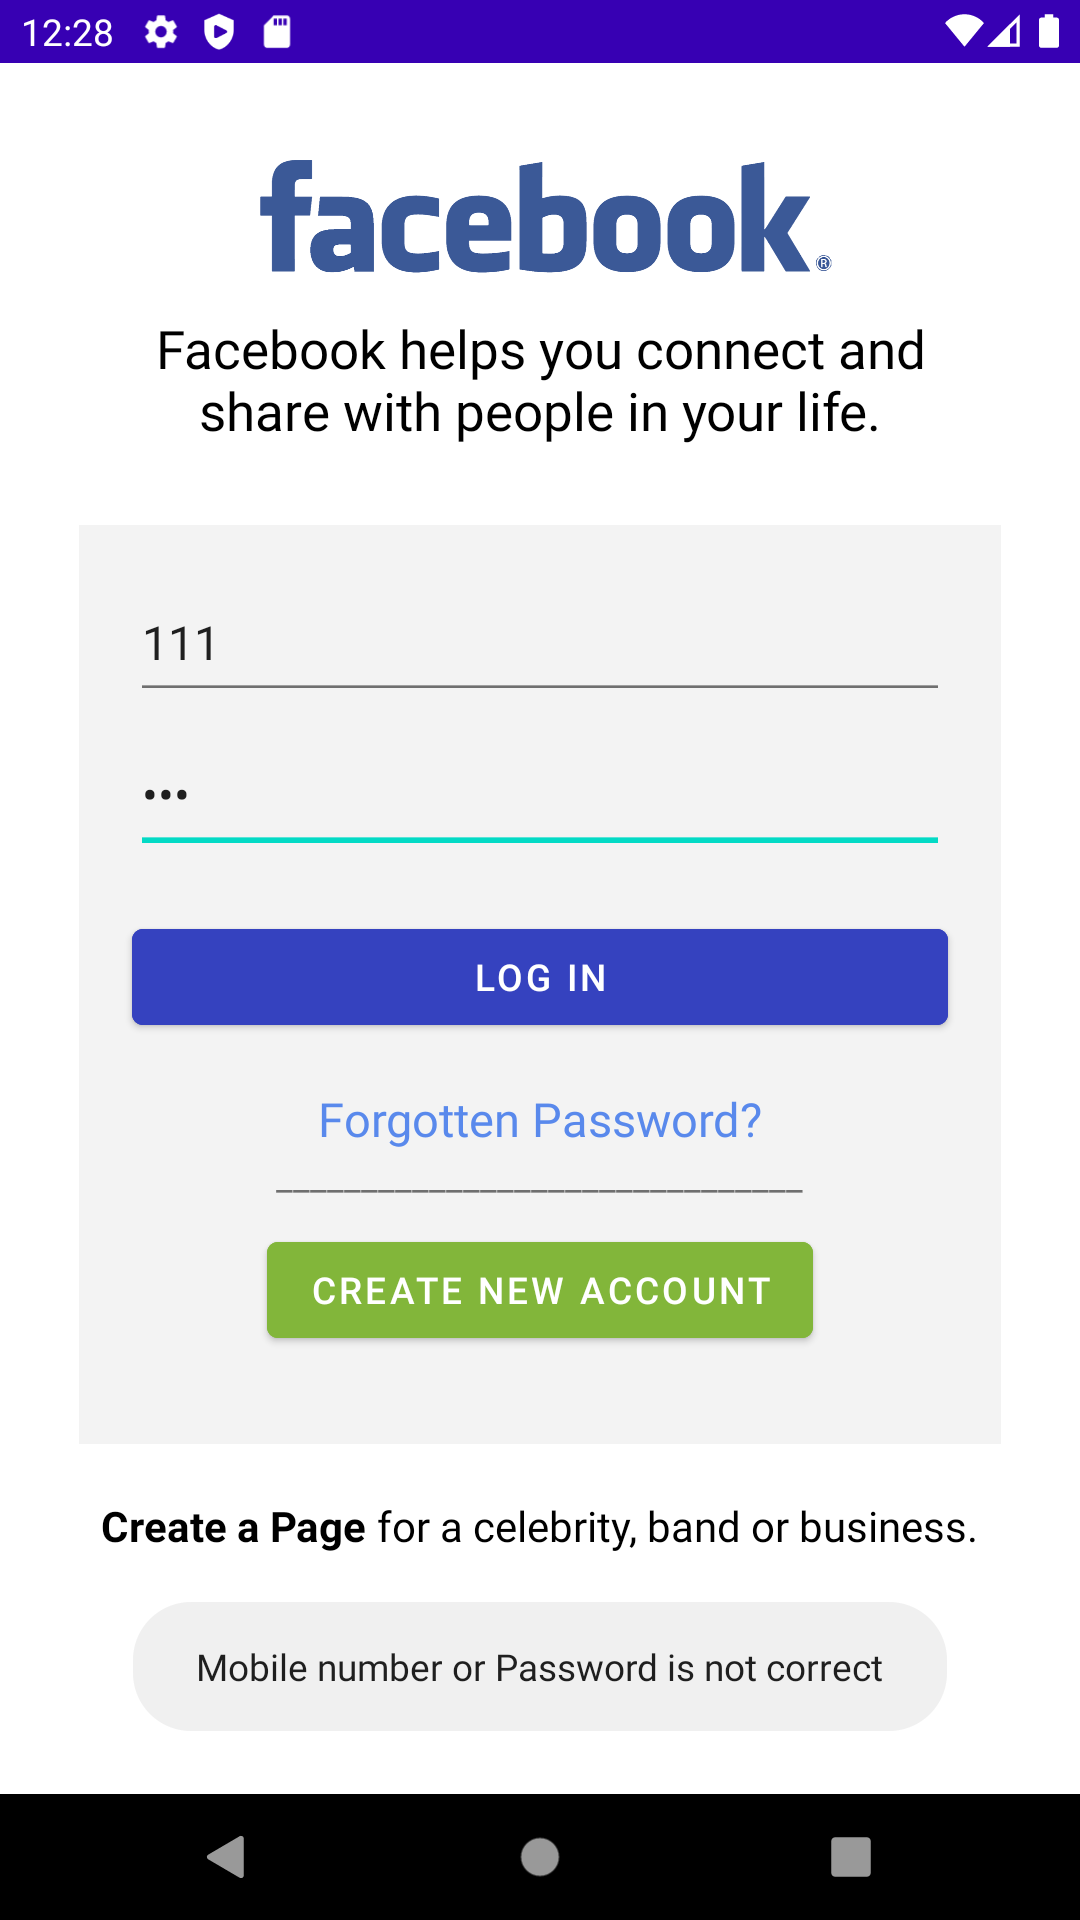 12:28
facebook®
Facebook helps you connect and
share with people in your life.
111
•••
LOG IN
Forgotten Password?
_______________________________
CREATE NEW ACCOUNT
Create a Page for a celebrity, band or business.
Mobile number or Password is not correct